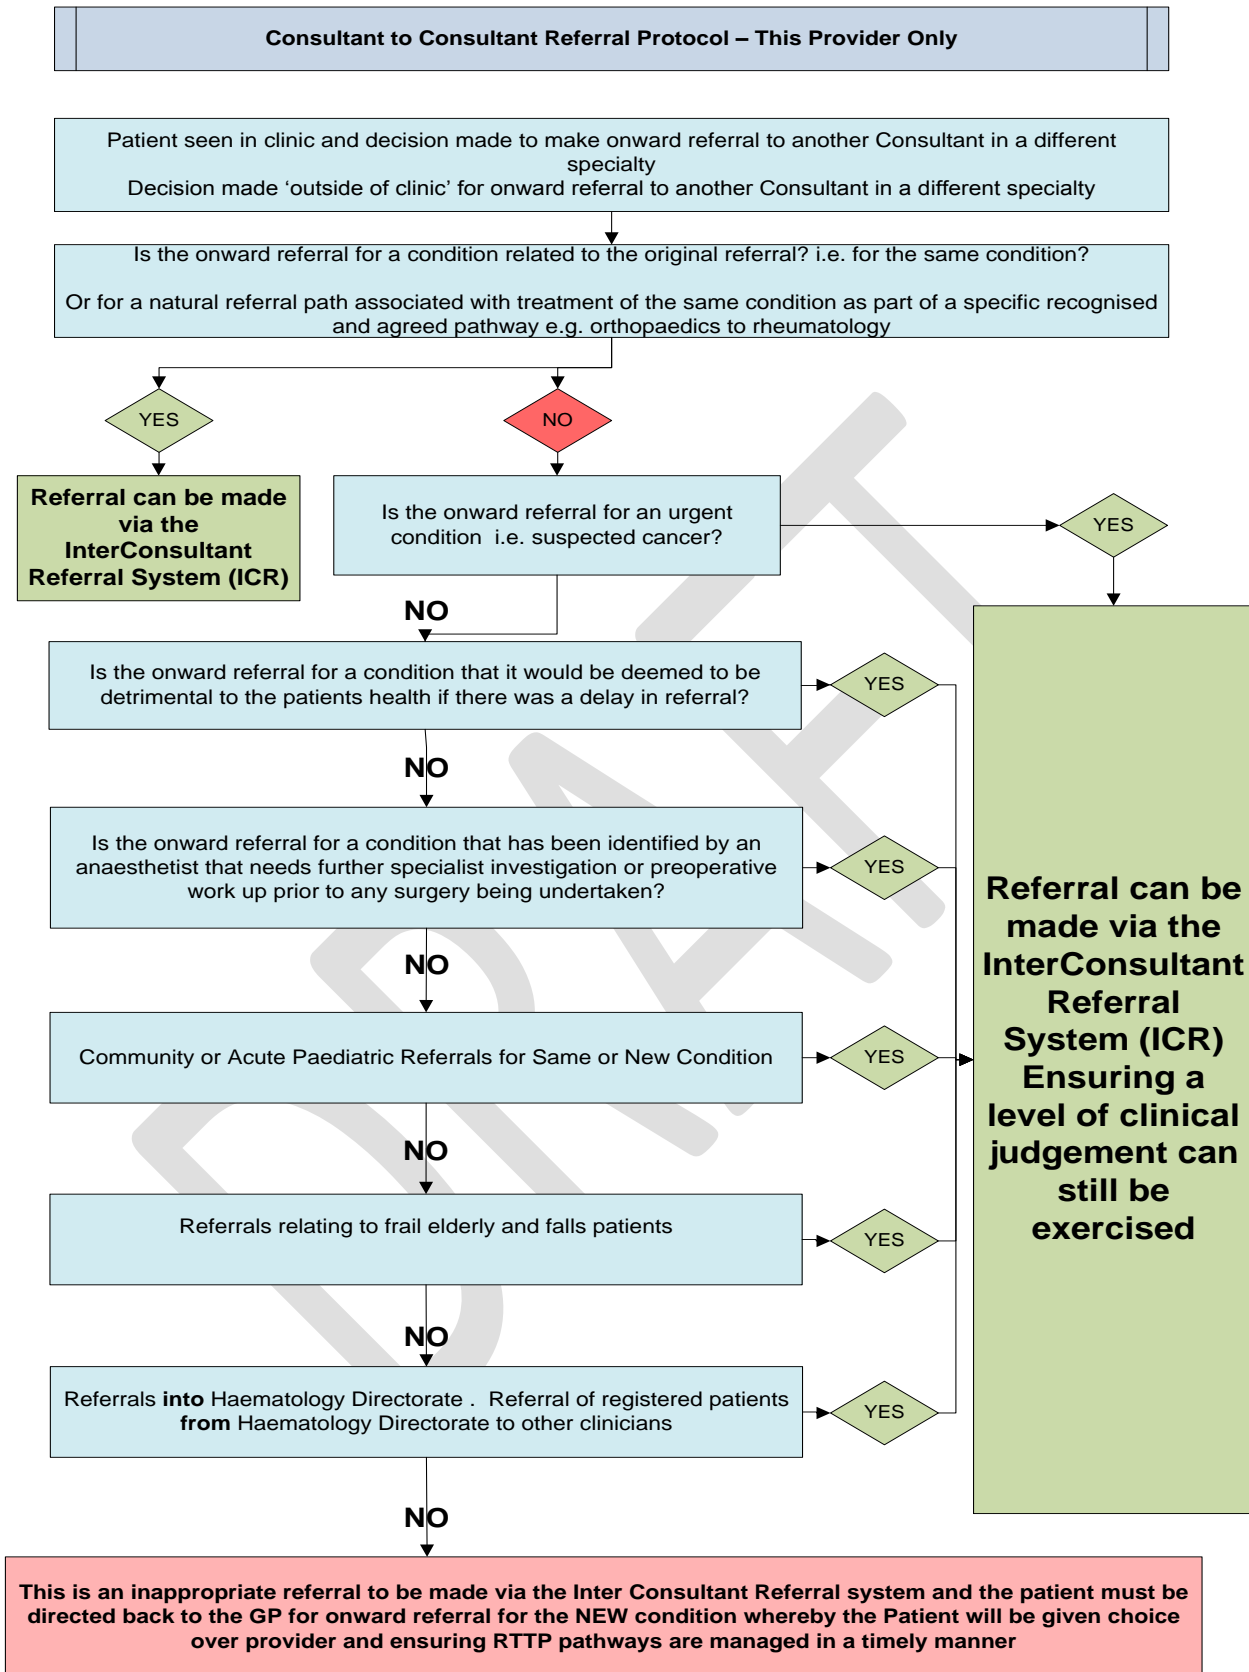 Consultant to Consultant Referral Protocol – This Provider Only
Patient seen in clinic and decision made to make onward referral to another Consultant in a different
specialty
Decision made ‘outside of clinic’ for onward referral to another Consultant in a different specialty
Is the onward referral for a condition related to the original referral? i.e. for the same condition?
Or for a natural referral path associated with treatment of the same condition as part of a specific recognised
and agreed pathway e.g. orthopaedics to rheumatology
YES
NO
Referral can be made
via the
InterConsultant
Referral System (ICR)
Is the onward referral for an urgent
condition  i.e. suspected cancer?
YES
NO
Is the onward referral for a condition that it would be deemed to be
detrimental to the patients health if there was a delay in referral?
YES
NO
Is the onward referral for a condition that has been identified by an
anaesthetist that needs further specialist investigation or preoperative
work up prior to any surgery being undertaken?
YES
NO
Community or Acute Paediatric Referrals for Same or New Condition
YES
NO
Referrals relating to frail elderly and falls patients
YES
NO
Referrals into Haematology Directorate .  Referral of registered patients
from Haematology Directorate to other clinicians
YES
NO
Referral can be
made via the
InterConsultant
Referral
System (ICR)
Ensuring a
level of clinical
judgement can
still be
exercised
This is an inappropriate referral to be made via the Inter Consultant Referral system and the patient must be
directed back to the GP for onward referral for the NEW condition whereby the Patient will be given choice
over provider and ensuring RTTP pathways are managed in a timely manner
DRAFT